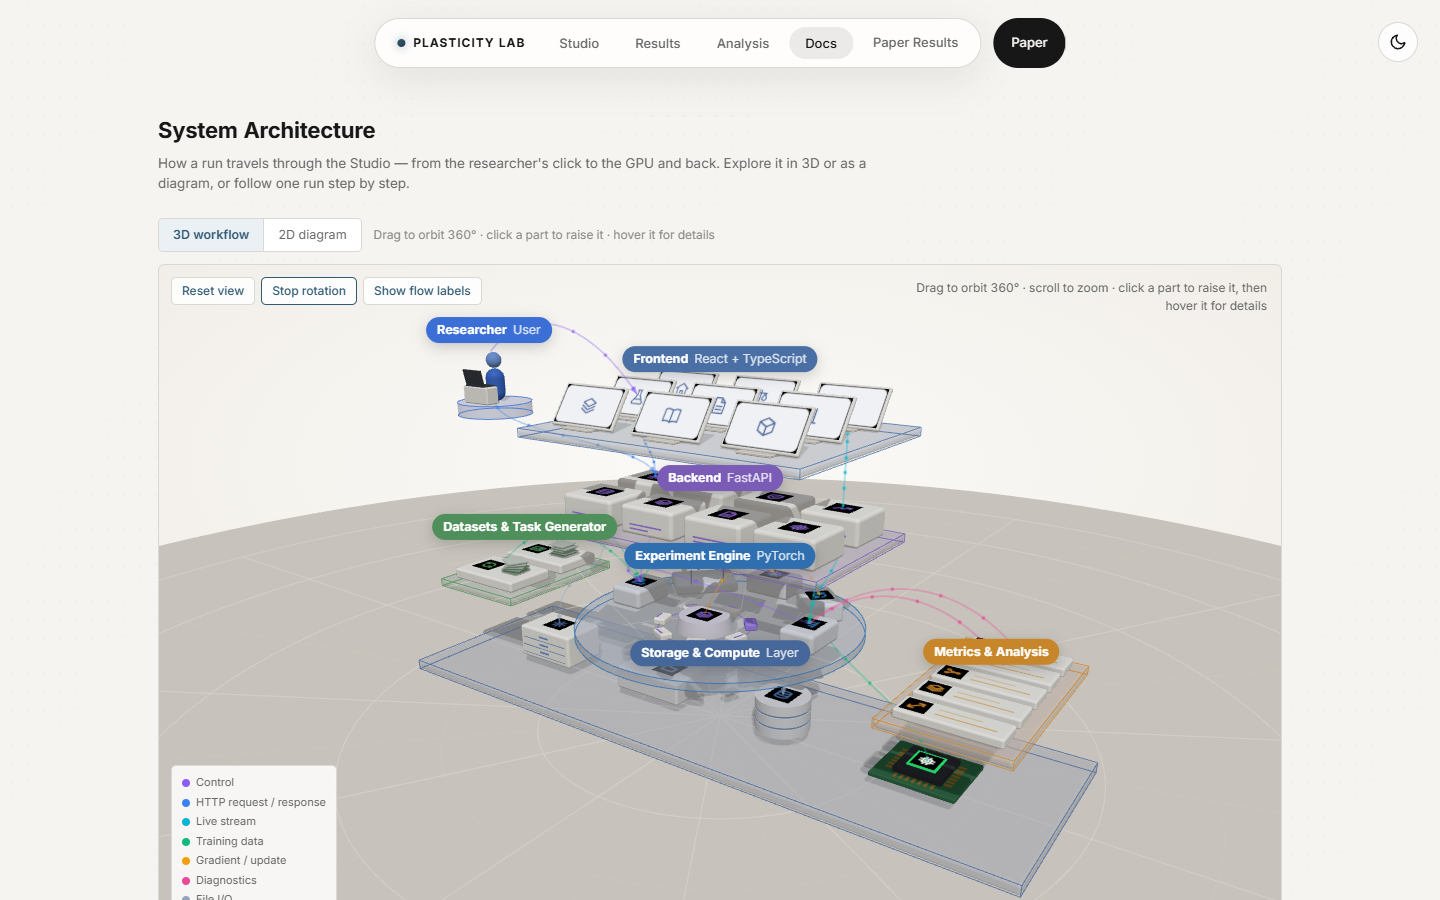 PLASTICITY LAB
Studio
Results
Analysis
Docs
Paper Results
Paper
System Architecture
How a run travels through the Studio — from the researcher's click to the GPU and back. Explore it in 3D or as a
diagram, or follow one run step by step.
3D workflow
2D diagram
Drag to orbit 360° · click a part to raise it · hover it for details
Reset view
Stop rotation
Show flow labels
Drag to orbit 360° · scroll to zoom · click a part to raise it, then
hover it for details
Researcher User
Frontend React + TypeScript
Backend FastAPI
Datasets & Task Generator
Experiment Engine PyTorch
Storage & Compute Layer
Metrics & Analysis
Control
HTTP request / response
Live stream
Training data
Gradient / update
Diagnostics
File I/O